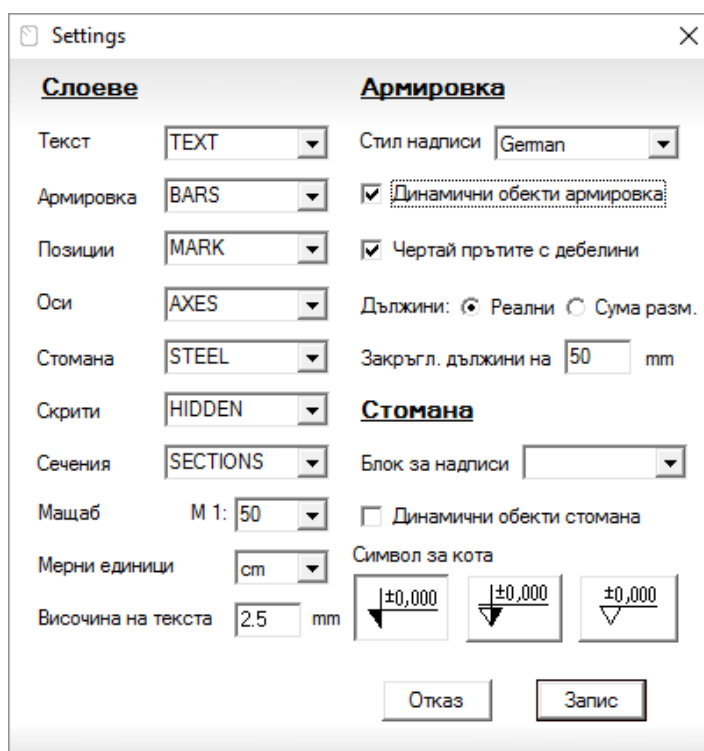 Settings
Слоеве
Текст TEXT
Армировка BARS
Позиции MARK
Оси AXES
Стомана STEEL
Скрити HIDDEN
Сечения SECTIONS
Мащаб M 1: 50
Мерни единици cm
Височина на текста 2.5 mm
Армировка
Стил надписи German
Динамични обекти армировка
Чертай прътите с дебелини
Дължини: Реални Сума разм.
Закръгл. дължини на 50 mm
Стомана
Блок за надписи
Динамични обекти стомана
Символ за кота
±0,000 ±0,000 ±0,000
Отказ Запис